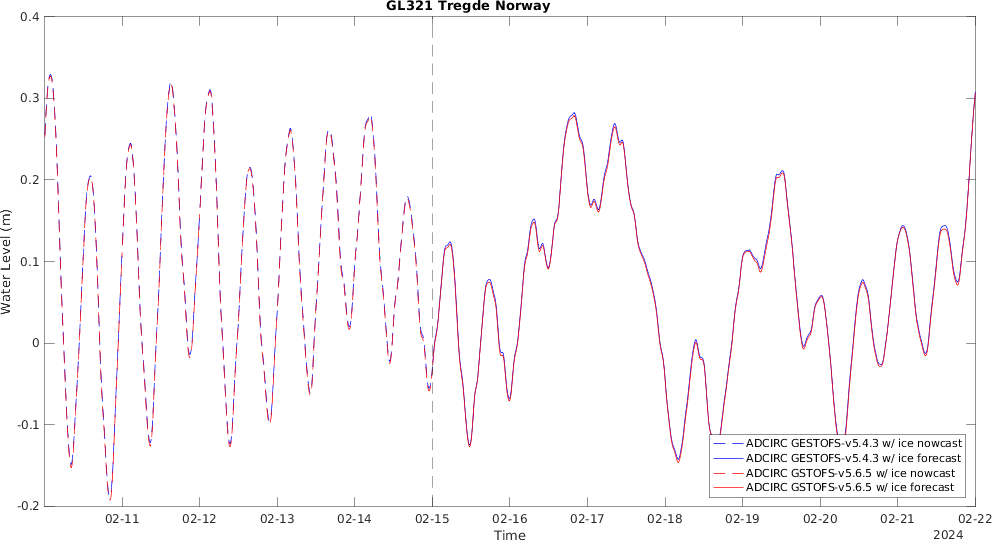 GL321 Tregde Norway
0.4
0.3
0.2
0.1
0
-0.1
-0.2
Water Level (m)
ADCIRC GESTOFS-v5.4.3 w/ ice nowcast
ADCIRC GESTOFS-v5.4.3 w/ ice forecast
ADCIRC GSTOFS-v5.6.5 w/ ice nowcast
ADCIRC GSTOFS-v5.6.5 w/ ice forecast
02-11 02-12 02-13 02-14 02-15 02-16 02-17 02-18 02-19 02-20 02-21 02-22
Time
2024